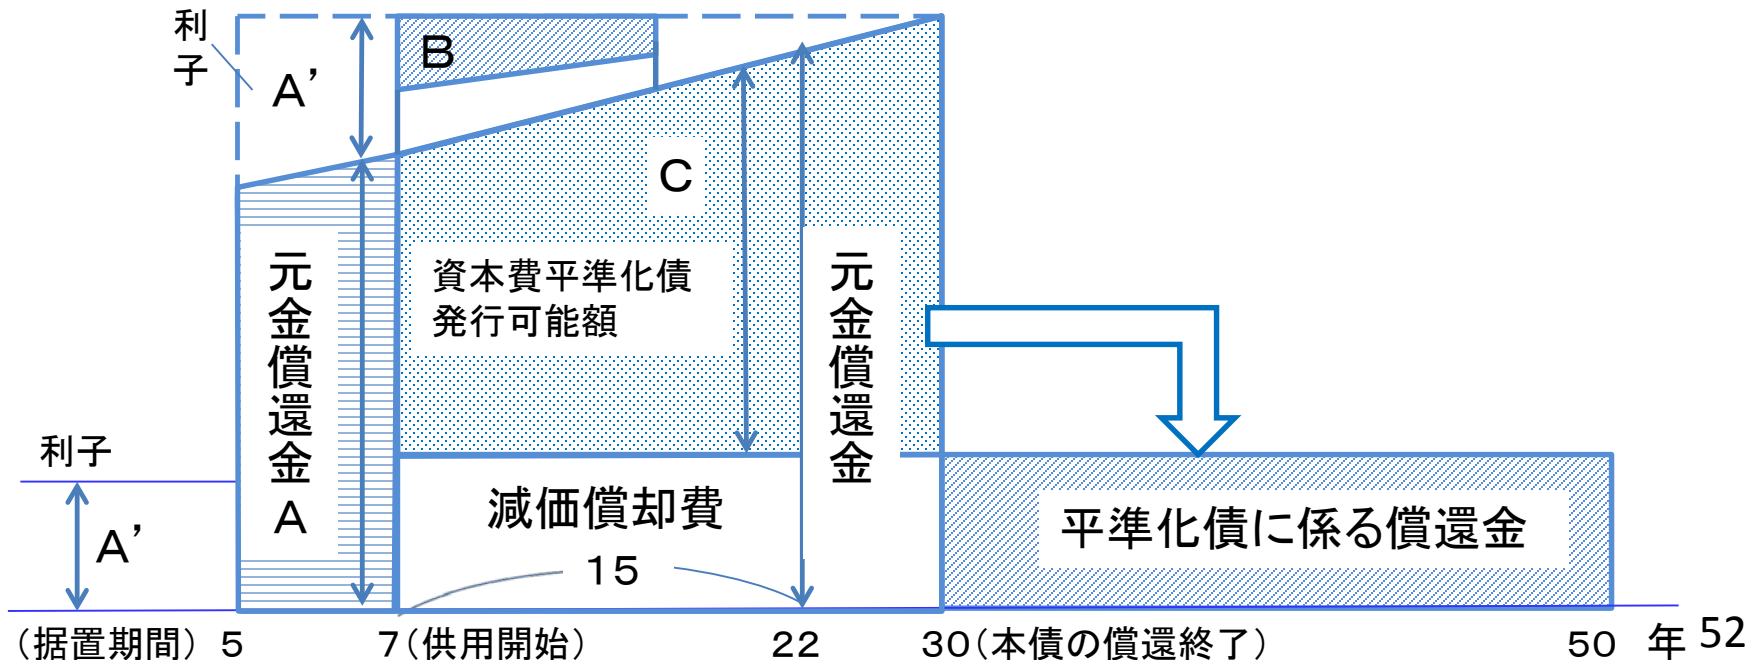 利子
A’
B
C
元金償還金A
資本費平準化債
発行可能額
元金償還金
利子
A’
減価償却費
15
平準化債に係る償還金
(据置期間) 5
7(供用開始)
22
30(本債の償還終了)
50
年
52